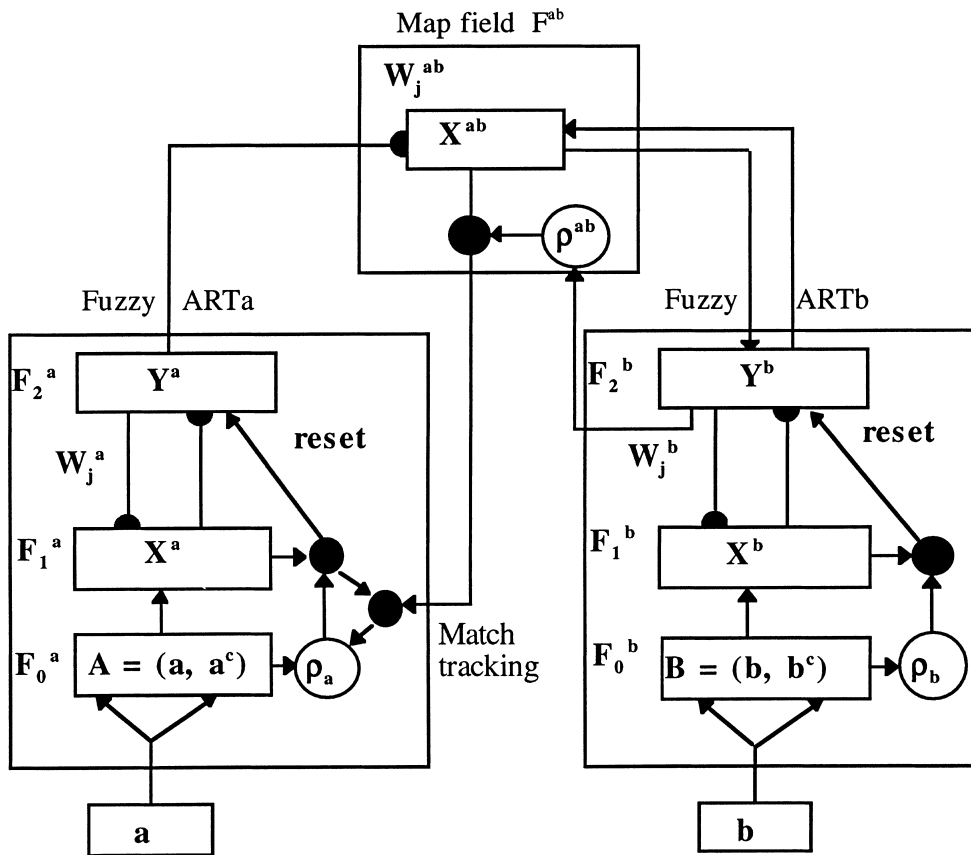 Map field F^ab
W_j^ab
X^ab
ρ^ab
Fuzzy ARTa
Fuzzy ARTb
F_2^a
Y^a
F_2^b
Y^b
reset
reset
W_j^a
W_j^b
F_1^a
X^a
F_1^b
X^b
Match
tracking
F_0^a
A = (a, a^c)
ρ_a
F_0^b
B = (b, b^c)
ρ_b
a
b